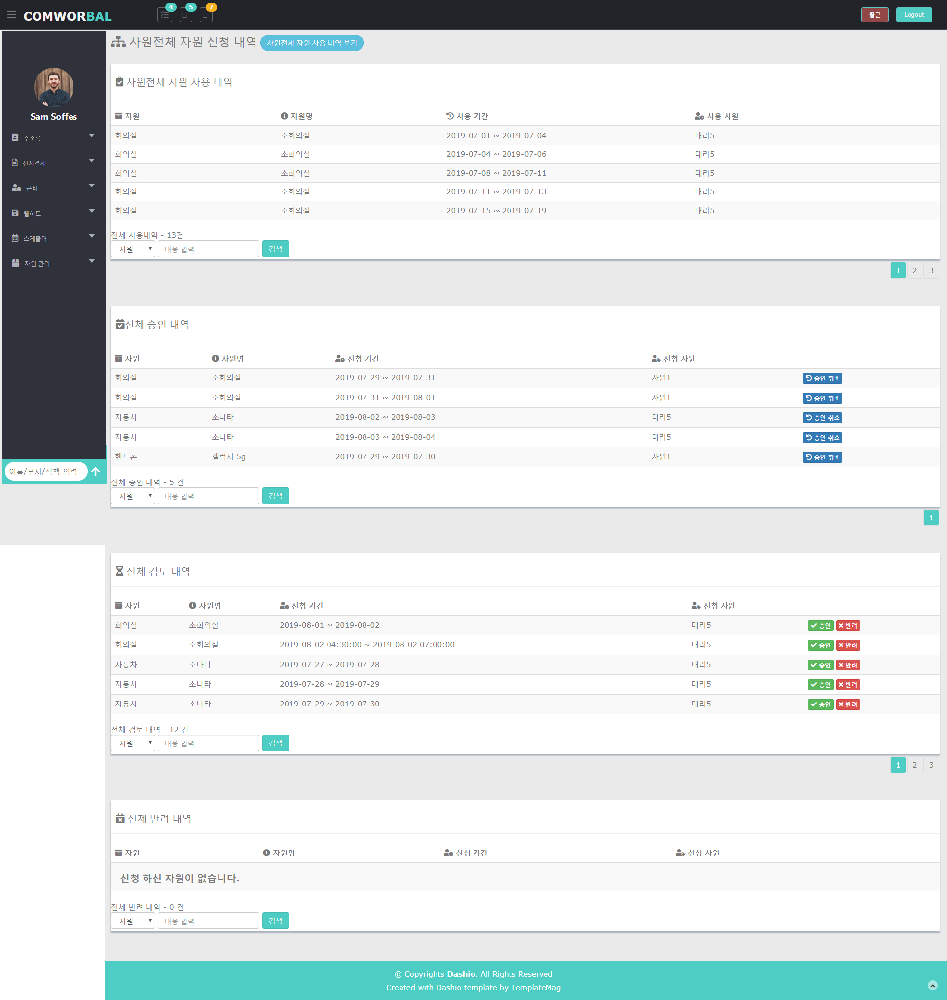 COMWORBAL
4 5 7
출근 Logout
Sam Soffes
주소록
전자결재
근태
웹하드
스케줄러
자원 관리
이름/부서/직책 입력
사원전체 자원 신청 내역 사원전체 자원 사용 내역 보기
사원전체 자원 사용 내역
자원 자원명 사용 기간 사용 사원
회의실 소회의실 2019-07-01 ~ 2019-07-04 대리5
회의실 소회의실 2019-07-04 ~ 2019-07-06 대리5
회의실 소회의실 2019-07-08 ~ 2019-07-11 대리5
회의실 소회의실 2019-07-11 ~ 2019-07-13 대리5
회의실 소회의실 2019-07-15 ~ 2019-07-19 대리5
전체 사용내역 - 13건
자원 내용 입력 검색
1 2 3
전체 승인 내역
자원 자원명 신청 기간 신청 사원
회의실 소회의실 2019-07-29 ~ 2019-07-31 사원1 승인 취소
회의실 소회의실 2019-07-31 ~ 2019-08-01 사원1 승인 취소
자동차 소나타 2019-08-02 ~ 2019-08-03 대리5 승인 취소
자동차 소나타 2019-08-03 ~ 2019-08-04 대리5 승인 취소
핸드폰 갤럭시 5g 2019-07-29 ~ 2019-07-30 사원1 승인 취소
전체 승인 내역 - 5 건
자원 내용 입력 검색
1
전체 검토 내역
자원 자원명 신청 기간 신청 사원
회의실 소회의실 2019-08-01 ~ 2019-08-02 대리5 승인 반려
회의실 소회의실 2019-08-02 04:30:00 ~ 2019-08-02 07:00:00 대리5 승인 반려
자동차 소나타 2019-07-27 ~ 2019-07-28 대리5 승인 반려
자동차 소나타 2019-07-28 ~ 2019-07-29 대리5 승인 반려
자동차 소나타 2019-07-29 ~ 2019-07-30 대리5 승인 반려
전체 검토 내역 - 12 건
자원 내용 입력 검색
1 2 3
전체 반려 내역
자원 자원명 신청 기간 신청 사원
신청 하신 자원이 없습니다.
전체 반려 내역 - 0 건
자원 내용 입력 검색
© Copyrights Dashio. All Rights Reserved
Created with Dashio template by TemplateMag